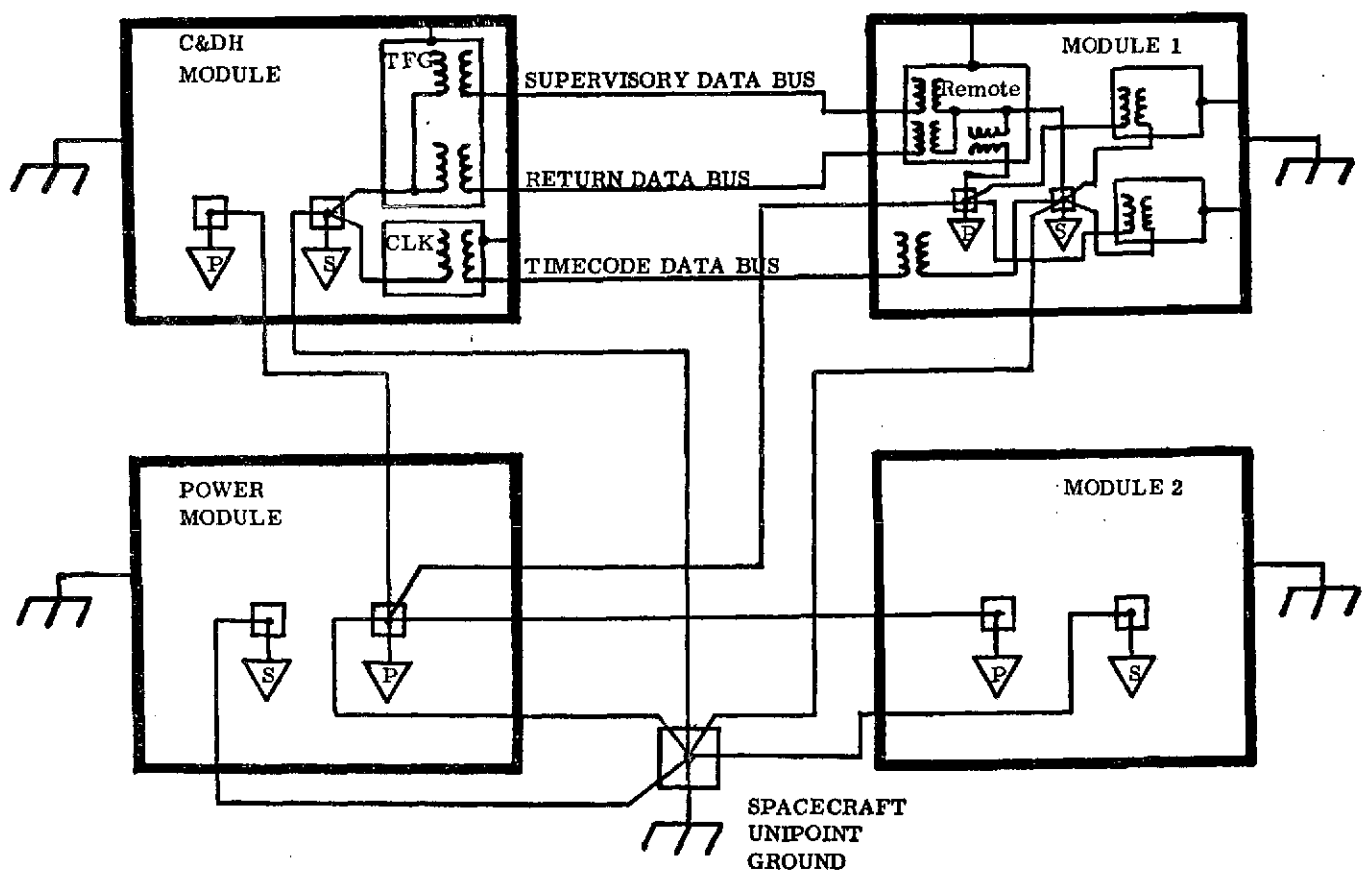 C&DH
MODULE
TFG
SUPERVISORY DATA BUS
MODULE 1
Remote
RETURN DATA BUS
P
S
CLK
P
S
TIMECODE DATA BUS
POWER
MODULE
MODULE 2
S
P
P
S
SPACECRAFT
UNIPOINT
GROUND